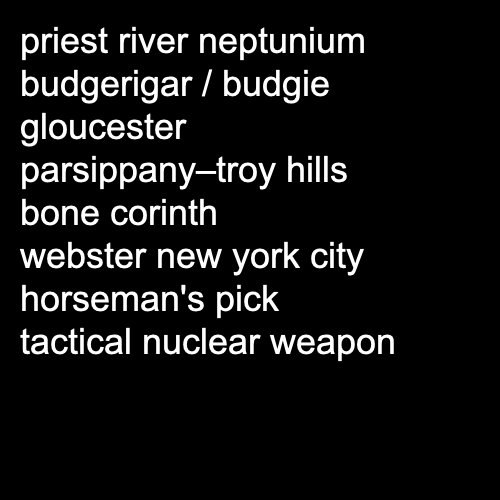 priest river neptunium
budgerigar / budgie
gloucester
parsippany–troy hills
bone corinth
webster new york city
horseman's pick
tactical nuclear weapon